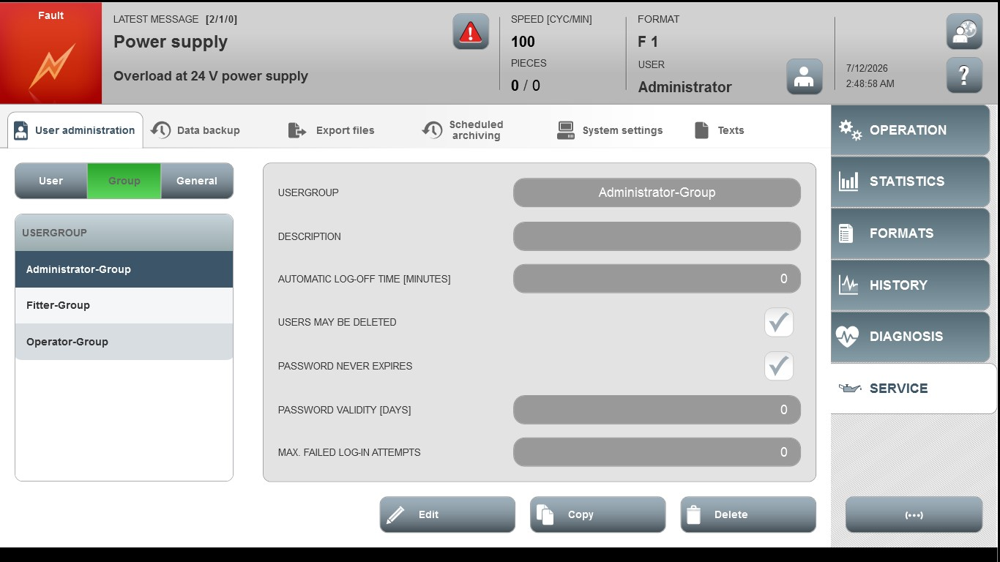 Fault
LATEST MESSAGE [2/1/0]
Power supply
Overload at 24 V power supply
SPEED [CYC/MIN]
100
PIECES
0 / 0
FORMAT
F 1
USER
Administrator
7/12/2026
2:48:58 AM
?
User administration
Data backup
Export files
Scheduled
archiving
System settings
Texts
User
Group
General
USERGROUP
Administrator-Group
Fitter-Group
Operator-Group
USERGROUP
Administrator-Group
DESCRIPTION
AUTOMATIC LOG-OFF TIME [MINUTES]
0
USERS MAY BE DELETED
PASSWORD NEVER EXPIRES
PASSWORD VALIDITY [DAYS]
0
MAX. FAILED LOG-IN ATTEMPTS
0
Edit
Copy
Delete
OPERATION
STATISTICS
FORMATS
HISTORY
DIAGNOSIS
SERVICE
(•••)